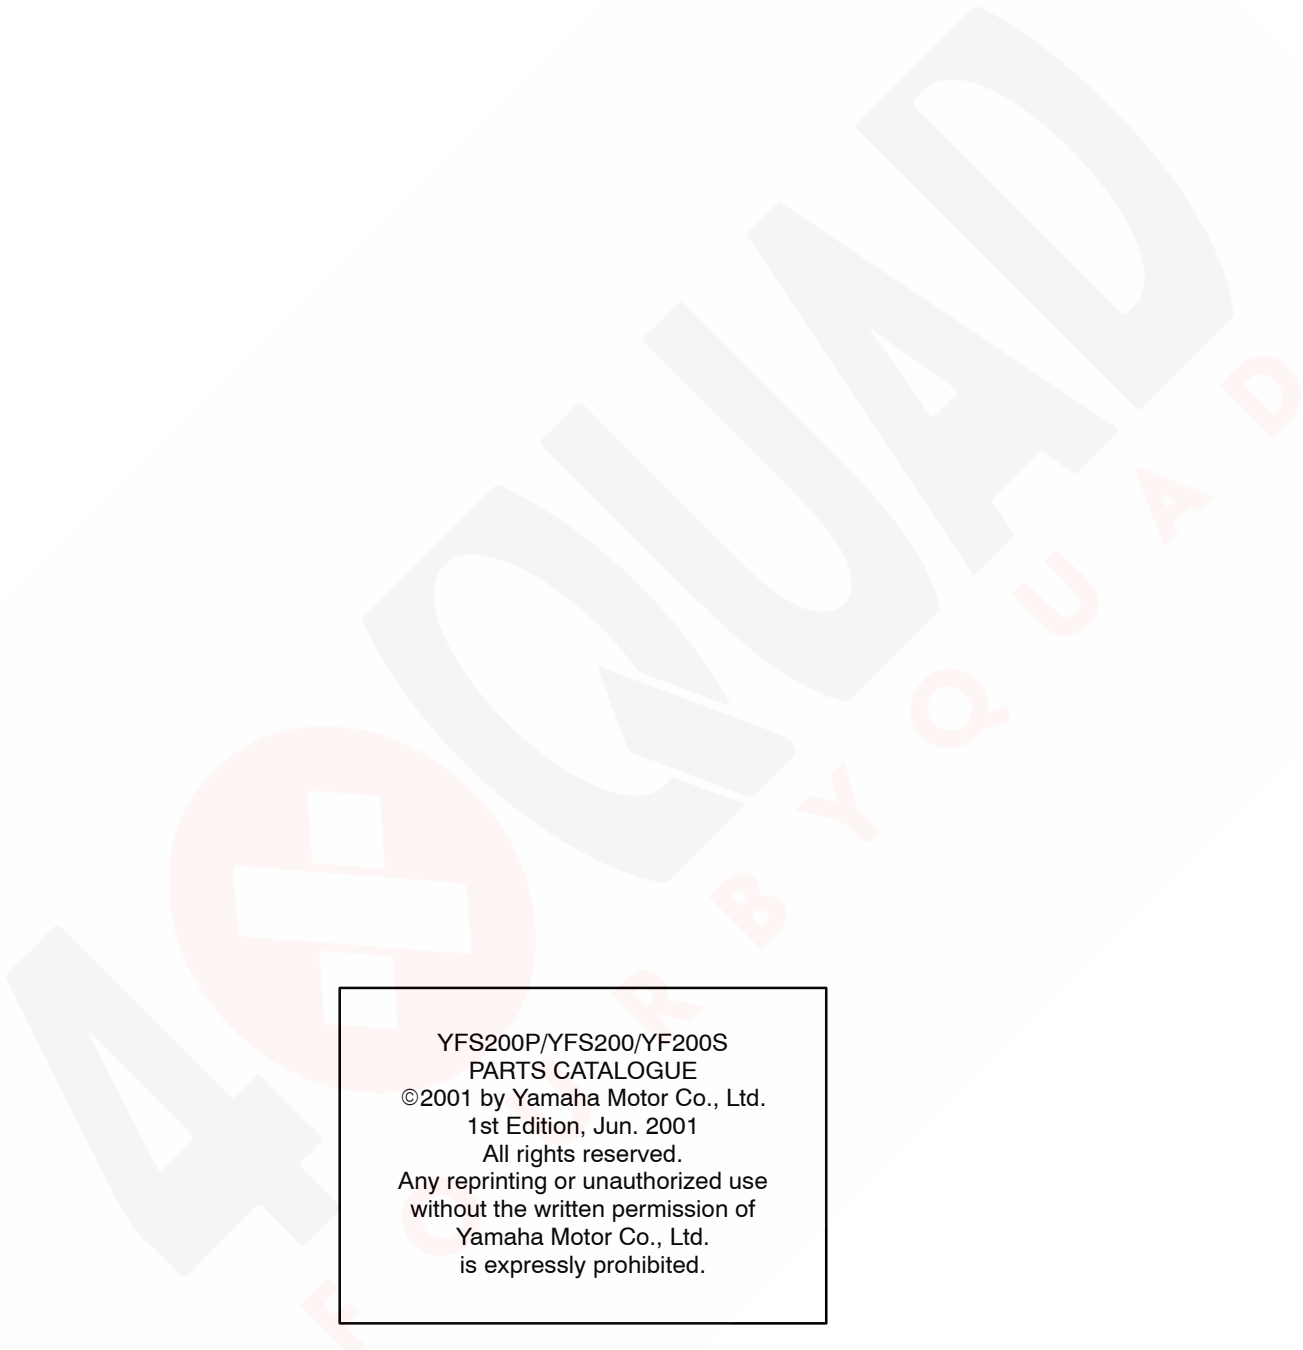 4QUAD
FOUR BY QUAD
YFS200P/YFS200/YF200S
PARTS CATALOGUE
©2001 by Yamaha Motor Co., Ltd.
1st Edition, Jun. 2001
All rights reserved.
Any reprinting or unauthorized use
without the written permission of
Yamaha Motor Co., Ltd.
is expressly prohibited.